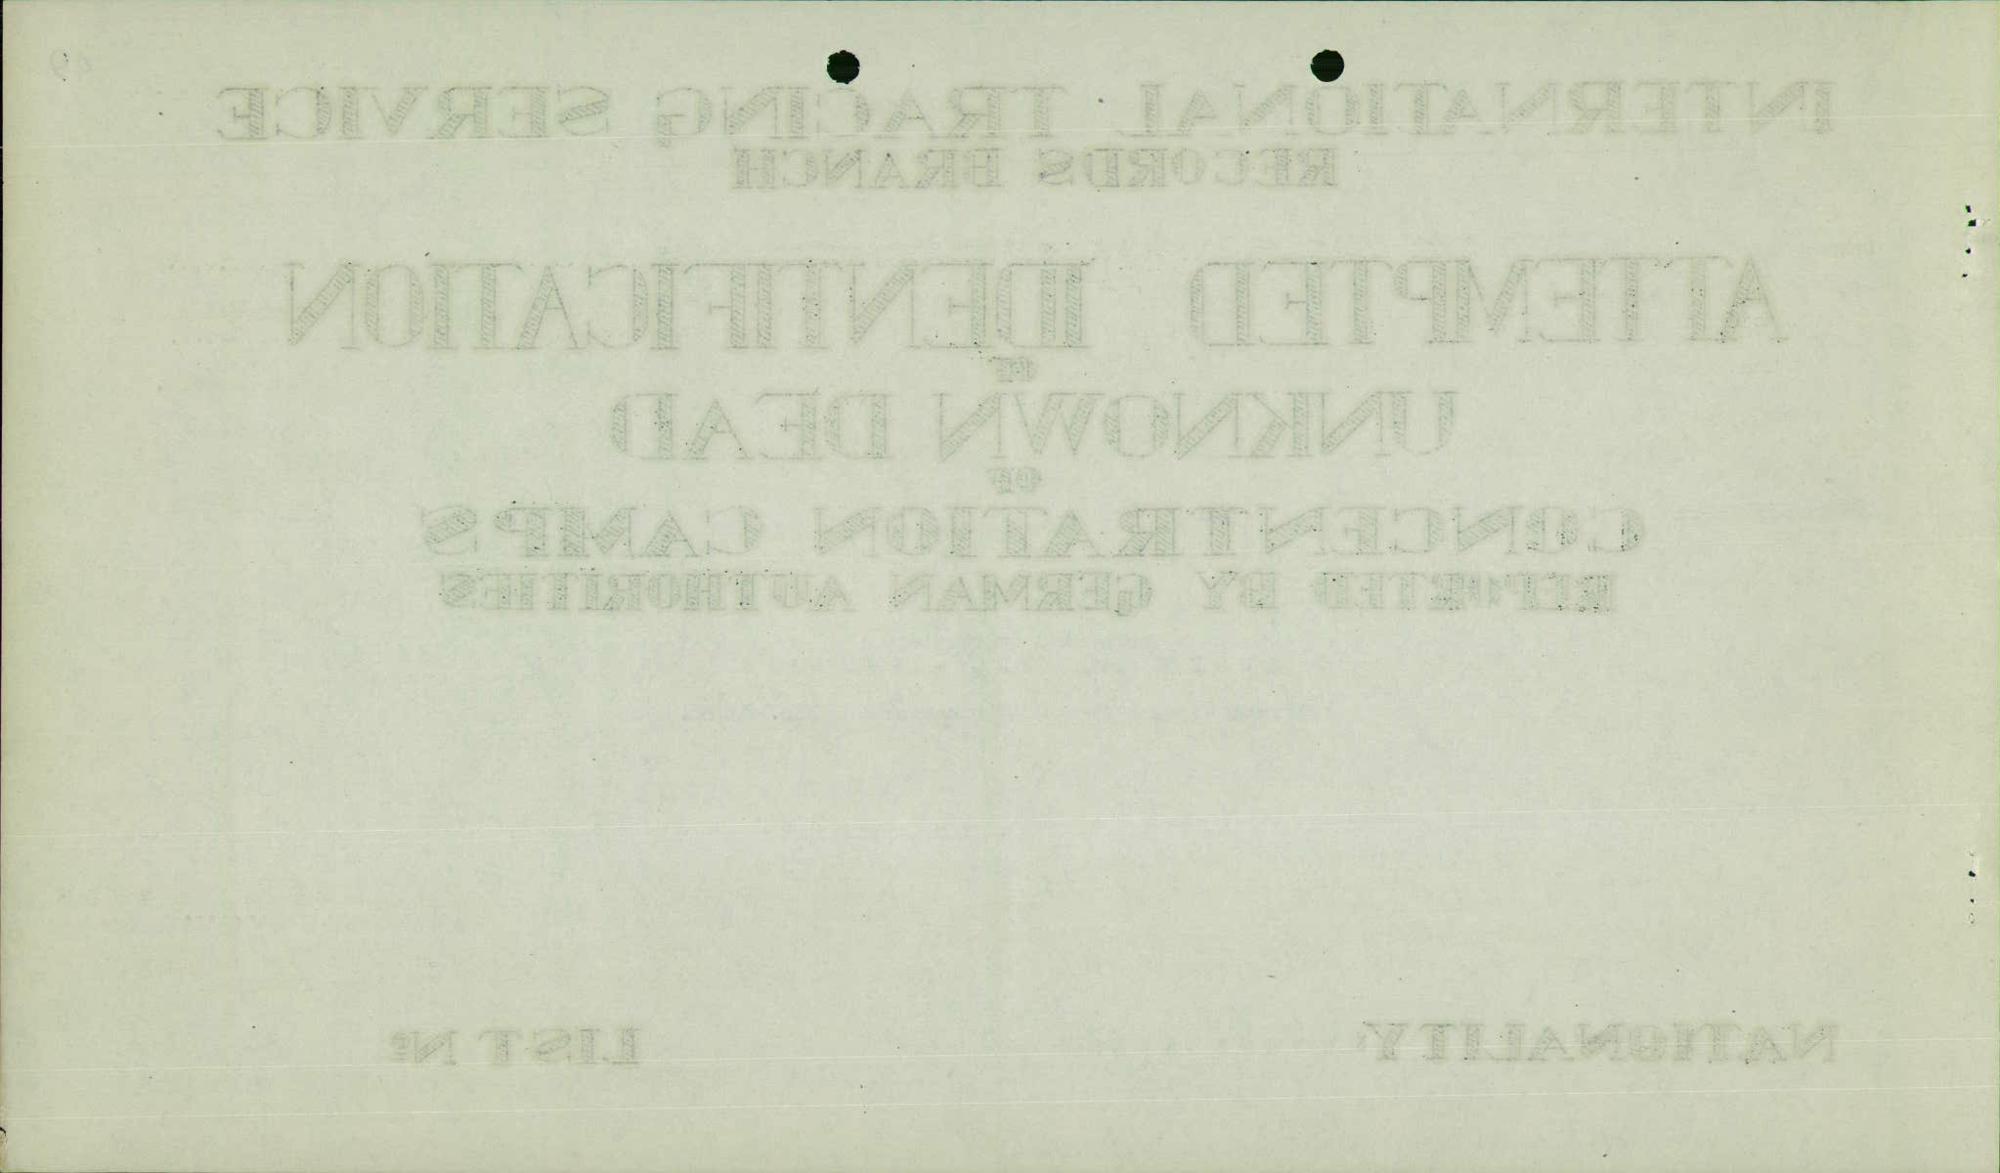 INTERNATIONAL TRACING SERVICE
RECORDS BRANCH
ATTEMPTED IDENTIFICATION
OF
UNKNOWN DEAD
OF
CONCENTRATION CAMPS
REPORTED BY GERMAN AUTHORITIES
NATIONALITY LIST Nº